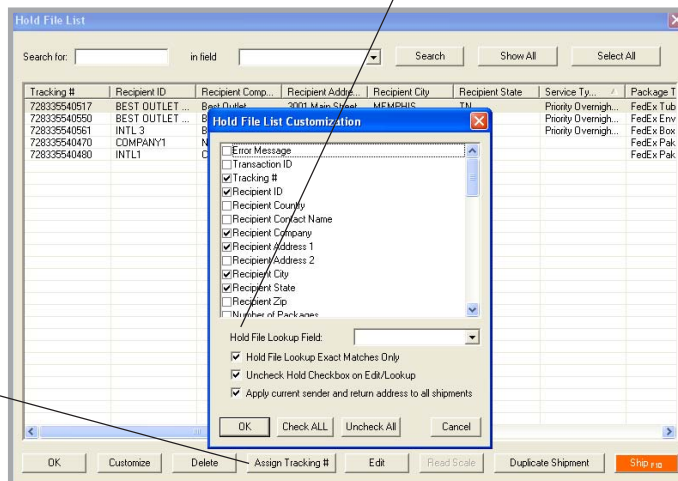 Hold File List
Search for: in field Search Show All Select All
Tracking # Recipient ID Recipient Comp... Recipient Addre... Recipient City Recipient State Service Ty... Package T
728335540517 BEST OUTLET ... Best Outlet 3001 Main Street MEMPHIS TN Priority Overnigh... FedEx Tub
728335540550 BEST OUTLET ... B Priority Overnigh... FedEx Env
728335540561 INTL 3 B Priority Overnigh... FedEx Box
728335540470 COMPANY1 N FedEx Pak
728335540480 INTL1 C FedEx Pak
Hold File List Customization
Error Message
Transaction ID
Tracking #
Recipient ID
Recipient Country
Recipient Contact Name
Recipient Company
Recipient Address 1
Recipient Address 2
Recipient City
Recipient State
Recipient Zip
Number of Packages
Hold File Lookup Field:
Hold File Lookup Exact Matches Only
Uncheck Hold Checkbox on Edit/Lookup
Apply current sender and return address to all shipments
OK Check ALL Uncheck All Cancel
OK Customize Delete Assign Tracking # Edit Read Scale Duplicate Shipment Ship F10